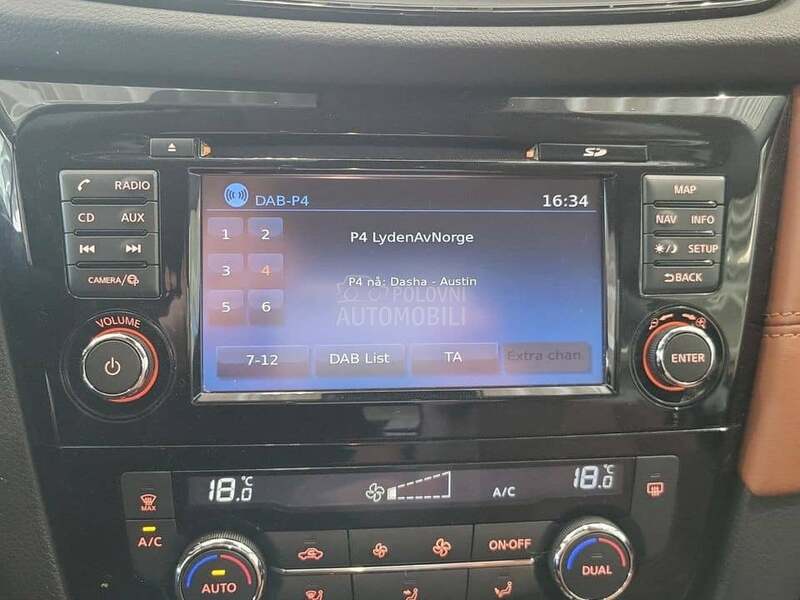 SD
RADIO
CD AUX
CAMERA/
VOLUME
DAB-P4 16:34
1 2
3 4
5 6
P4 LydenAvNorge
P4 nå: Dasha - Austin
POLOVNI
AUTOMOBILI
7-12 DAB List TA Extra chan.
MAP
NAV INFO
SETUP
BACK
ENTER
MAX
A/C
18.0 °C
A/C
18.0 °C
AUTO
ON·OFF
DUAL